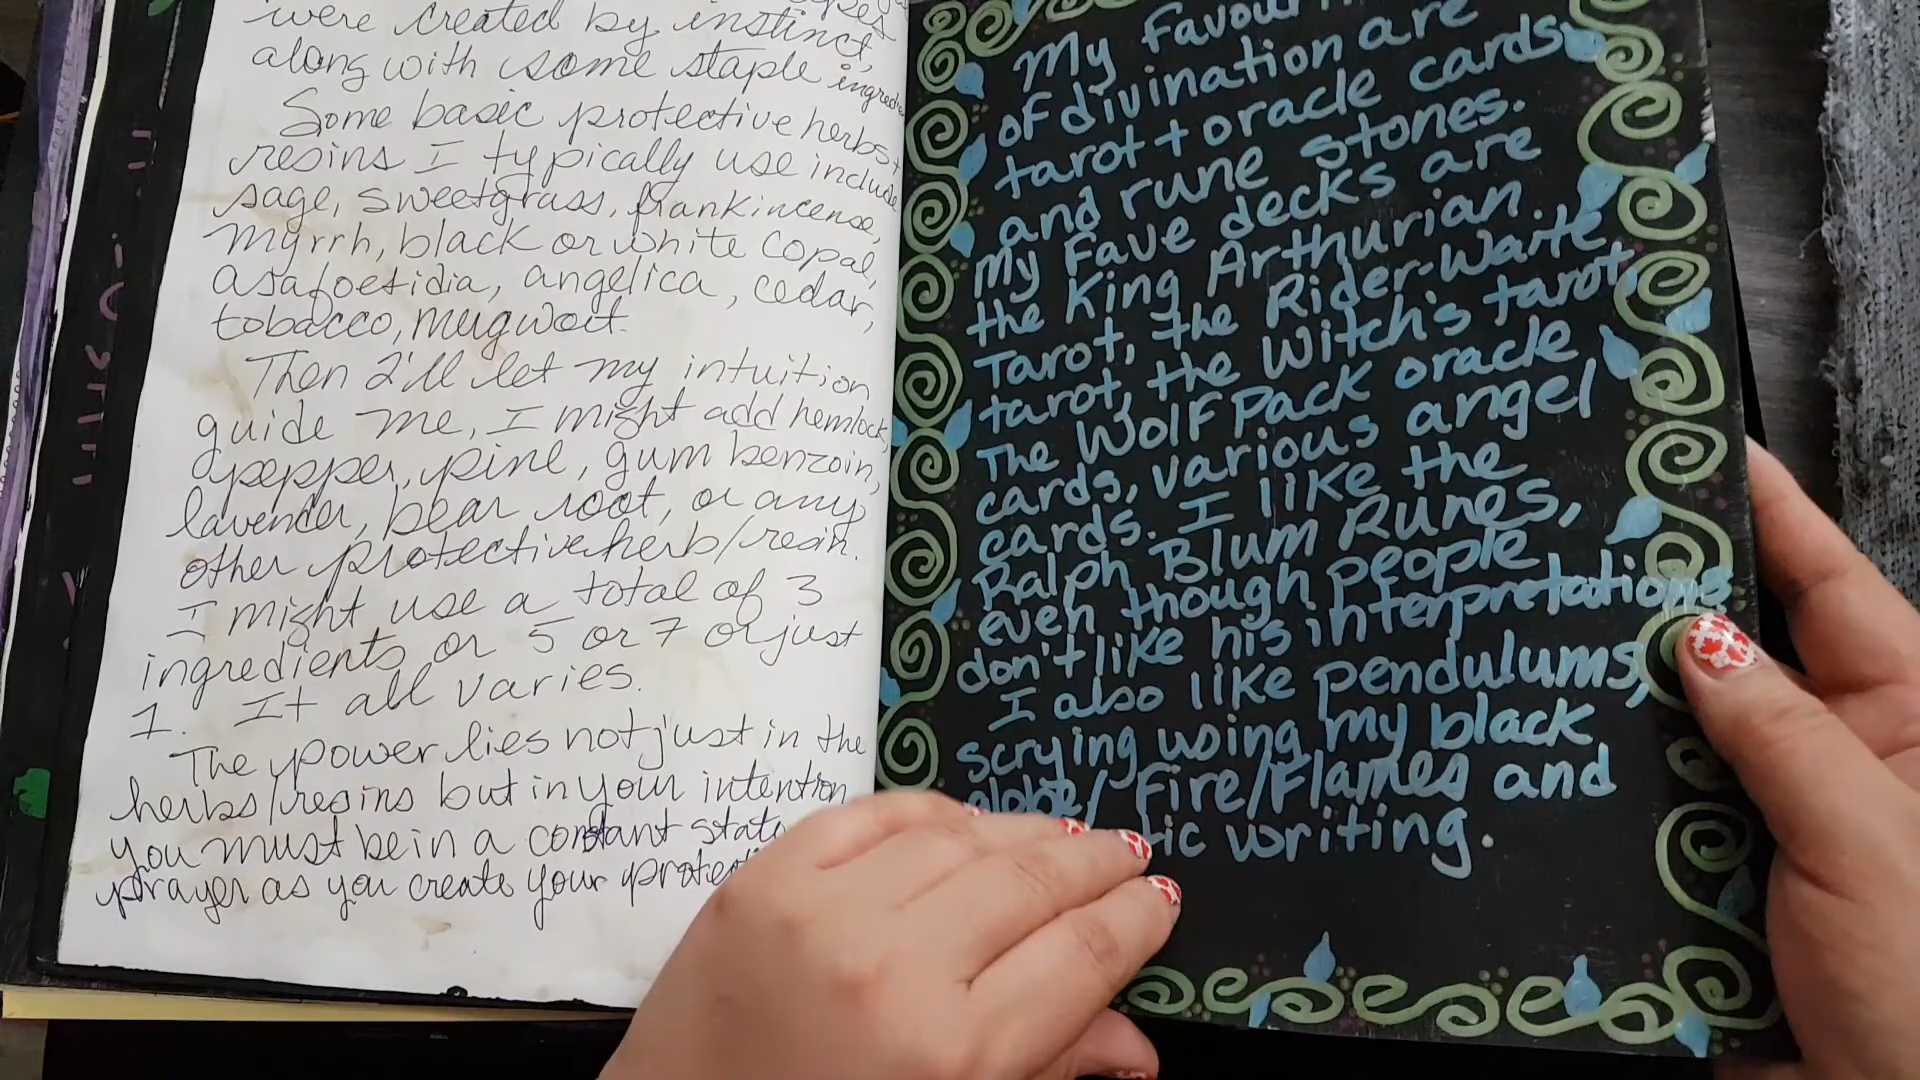 were created by instinct,
along with some staple
Some basic protective herbs +
resins I typically use include
sage, sweetgrass, frankincense,
myrrh, black or white copal,
asafoetidia, angelica, cedar,
tobacco, mugwort.
Then I'll let my intuition
guide me, I might add hemlock,
pepper, pine, gum benzoin,
lavender, bear root, or any
other protective herb/resin.
I might use a total of 3
ingredients, or 5 or 7 or just
1. It all varies.
The power lies not just in the
herbs/resins but in your intention
you must be in a constant state
prayer as you create your
My
of divination are
tarot + oracle cards
and rune stones.
My Fave decks are
the King Arthurian
Tarot, the Rider-Waite
tarot, the Witch's tarot,
The Wolf Pack oracle
cards, various angel
cards. I like the
Ralph Blum Runes,
even though people
don't like his interpretations
I also like pendulums,
scrying using my black
globe/ Fire/Flames and
writing.